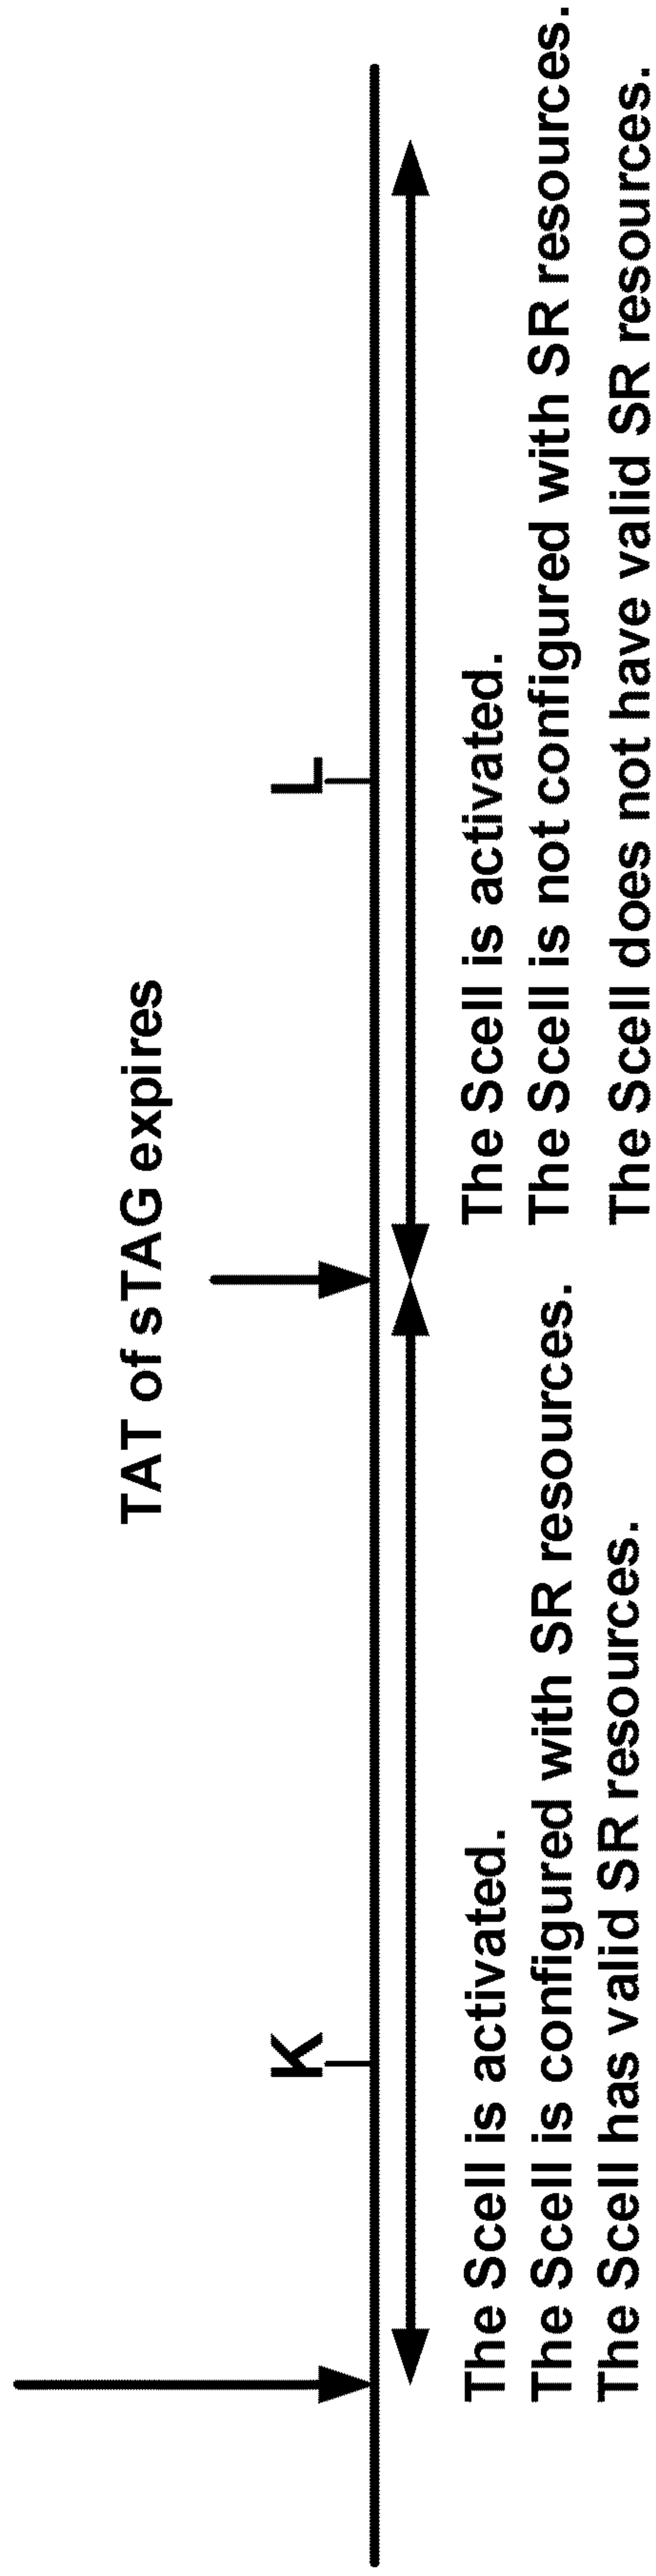 TAT of sTAG expires
K
L
The Scell is activated.
The Scell is configured with SR resources.
The Scell has valid SR resources.
The Scell is activated.
The Scell is not configured with SR resources.
The Scell does not have valid SR resources.